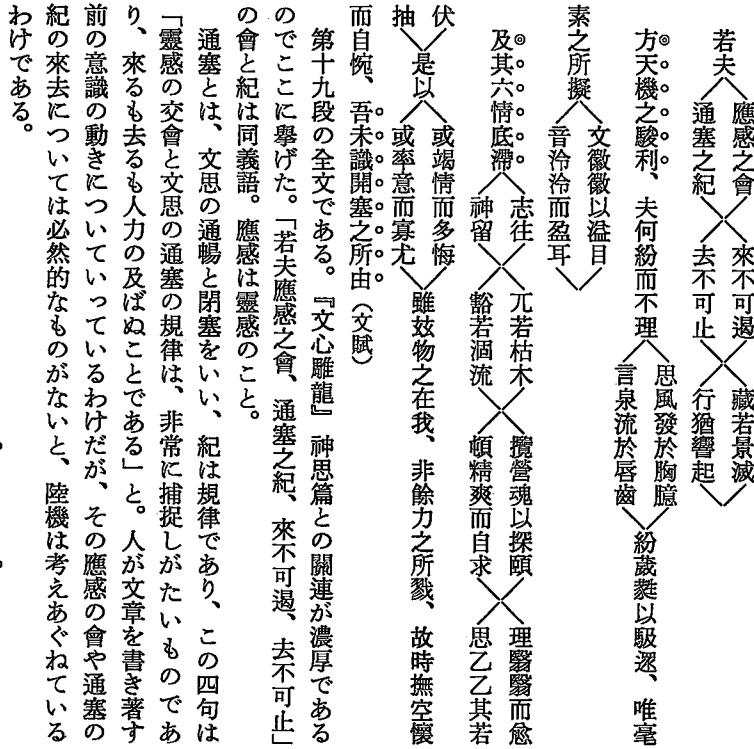 若夫
應感之會 來不可遏 藏若景滅
通塞之紀 去不可止 行猶響起
方天機之駿利、夫何紛而不理
思風發於胸臆
言泉流於唇齒
紛葳蕤以馺遝、唯毫
素之所擬
文徽徽以溢目
音泠泠而盈耳
及其六情底滯
志往 兀若枯木 攬營魂以探頤 理翳翳而愈
神留 豁若涸流 頓精爽而自求 思乙乙其若
伏
抽
是以
或竭情而多悔
或率意而寡尤
雖玆物之在我、非餘力之所戮、故時撫空懷
而自惋、吾未識開塞之所由（文賦）
第十九段の全文である。『文心雕龍』神思篇との關連が濃厚である
のでここに擧げた。「若夫應感之會、通塞之紀、來不可遏、去不可止」
の會と紀は同義語。應感は靈感のこと。
通塞とは、文思の通暢と閉塞をいい、紀は規律であり、この四句は
「靈感の交會と文思の通塞の規律は、非常に捕捉しがたいものであ
り、來るも去るも人力の及ばぬことである」と。人が文章を書き著す
前の意識の動きについていっているわけだが、その應感の會や通塞の
紀の來去については必然的なものがないと、陸機は考えあぐねている
わけである。